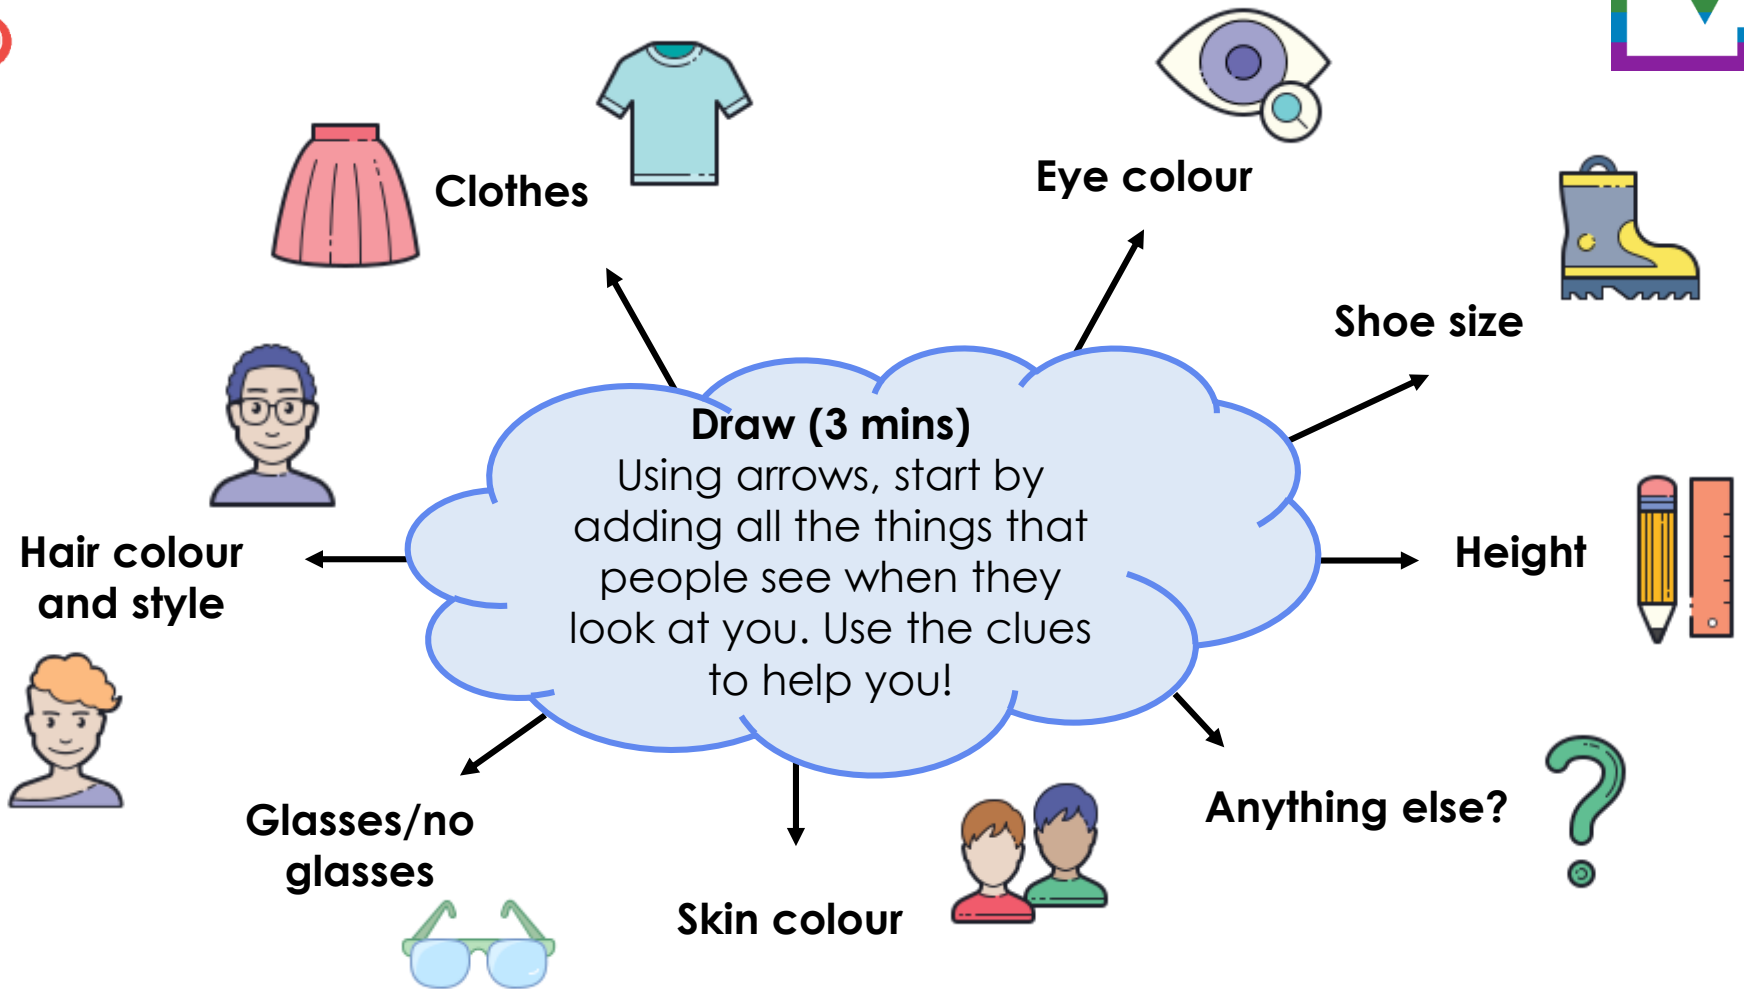 Clothes
Eye colour
Shoe size
Draw (3 mins)
Using arrows, start by
adding all the things that
people see when they
look at you. Use the clues
to help you!
Hair colour
and style
Height
Glasses/no
glasses
Skin colour
Anything else?